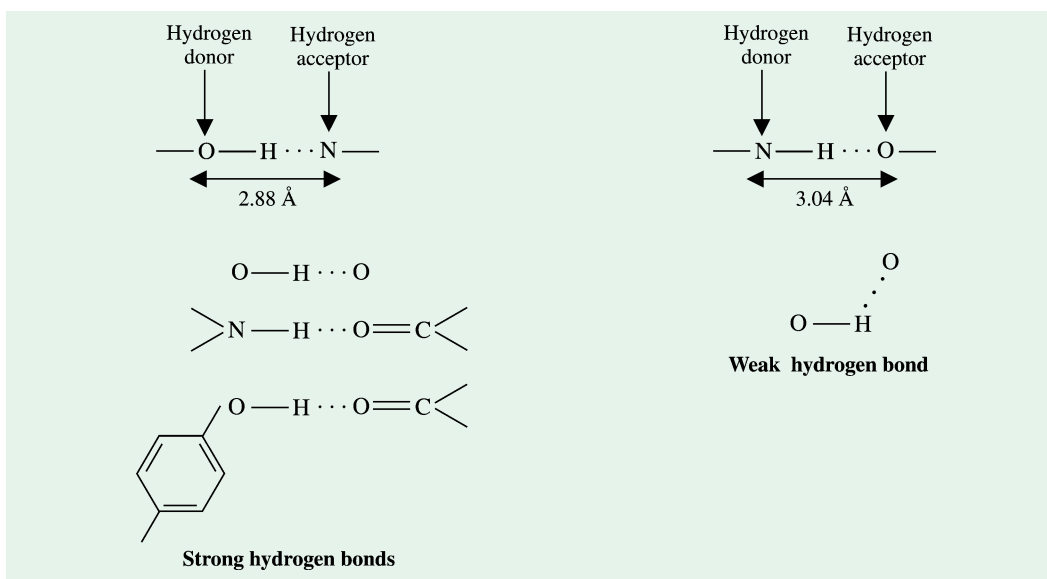 Hydrogen donor
Hydrogen acceptor
O — H ··· N
2.88 Å
Hydrogen donor
Hydrogen acceptor
N — H ··· O
3.04 Å
O — H ··· O
N — H ··· O = C
O — H ··· O = C
Strong hydrogen bonds
O
O — H
Weak hydrogen bond